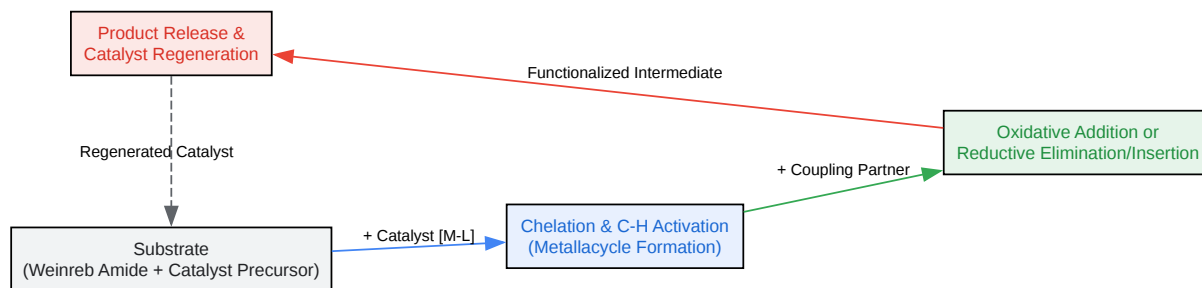 Product Release &
Catalyst Regeneration
Functionalized Intermediate
Oxidative Addition or
Reductive Elimination/Insertion
Regenerated Catalyst
+ Coupling Partner
Chelation & C-H Activation
(Metallacycle Formation)
+ Catalyst [M-L]
Substrate
(Weinreb Amide + Catalyst Precursor)